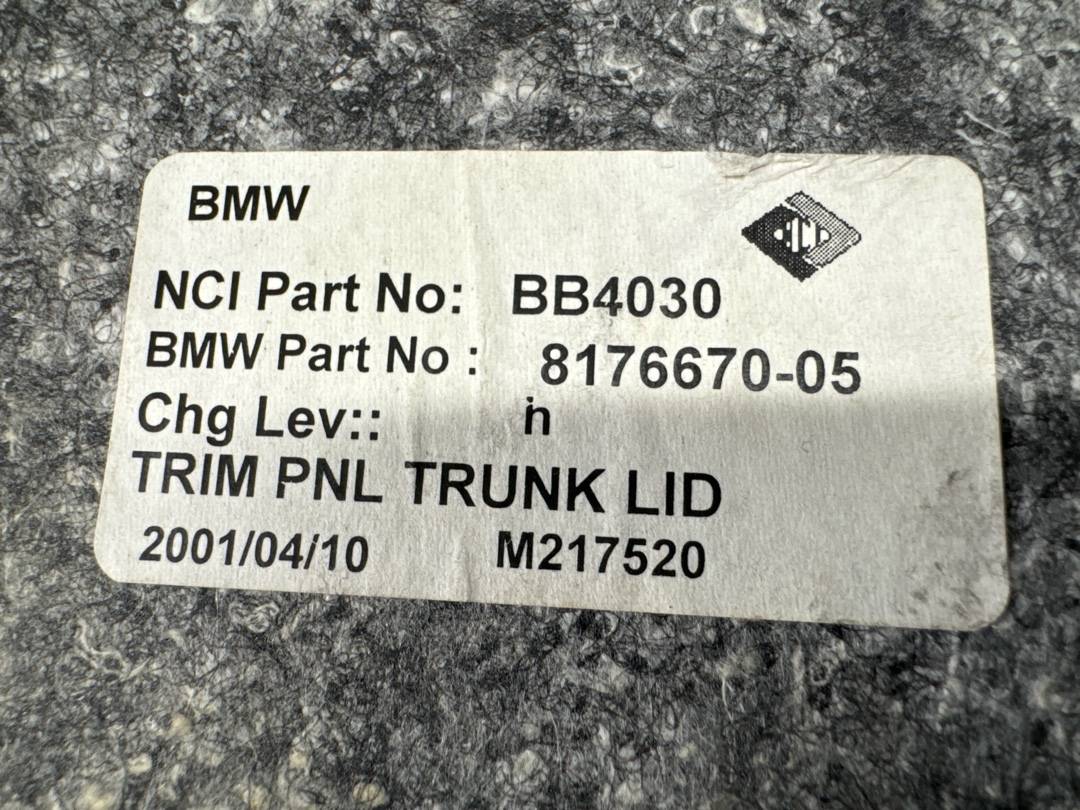 BMW
NCI
NCI Part No: BB4030
BMW Part No : 8176670-05
Chg Lev:: h
TRIM PNL TRUNK LID
2001/04/10 M217520